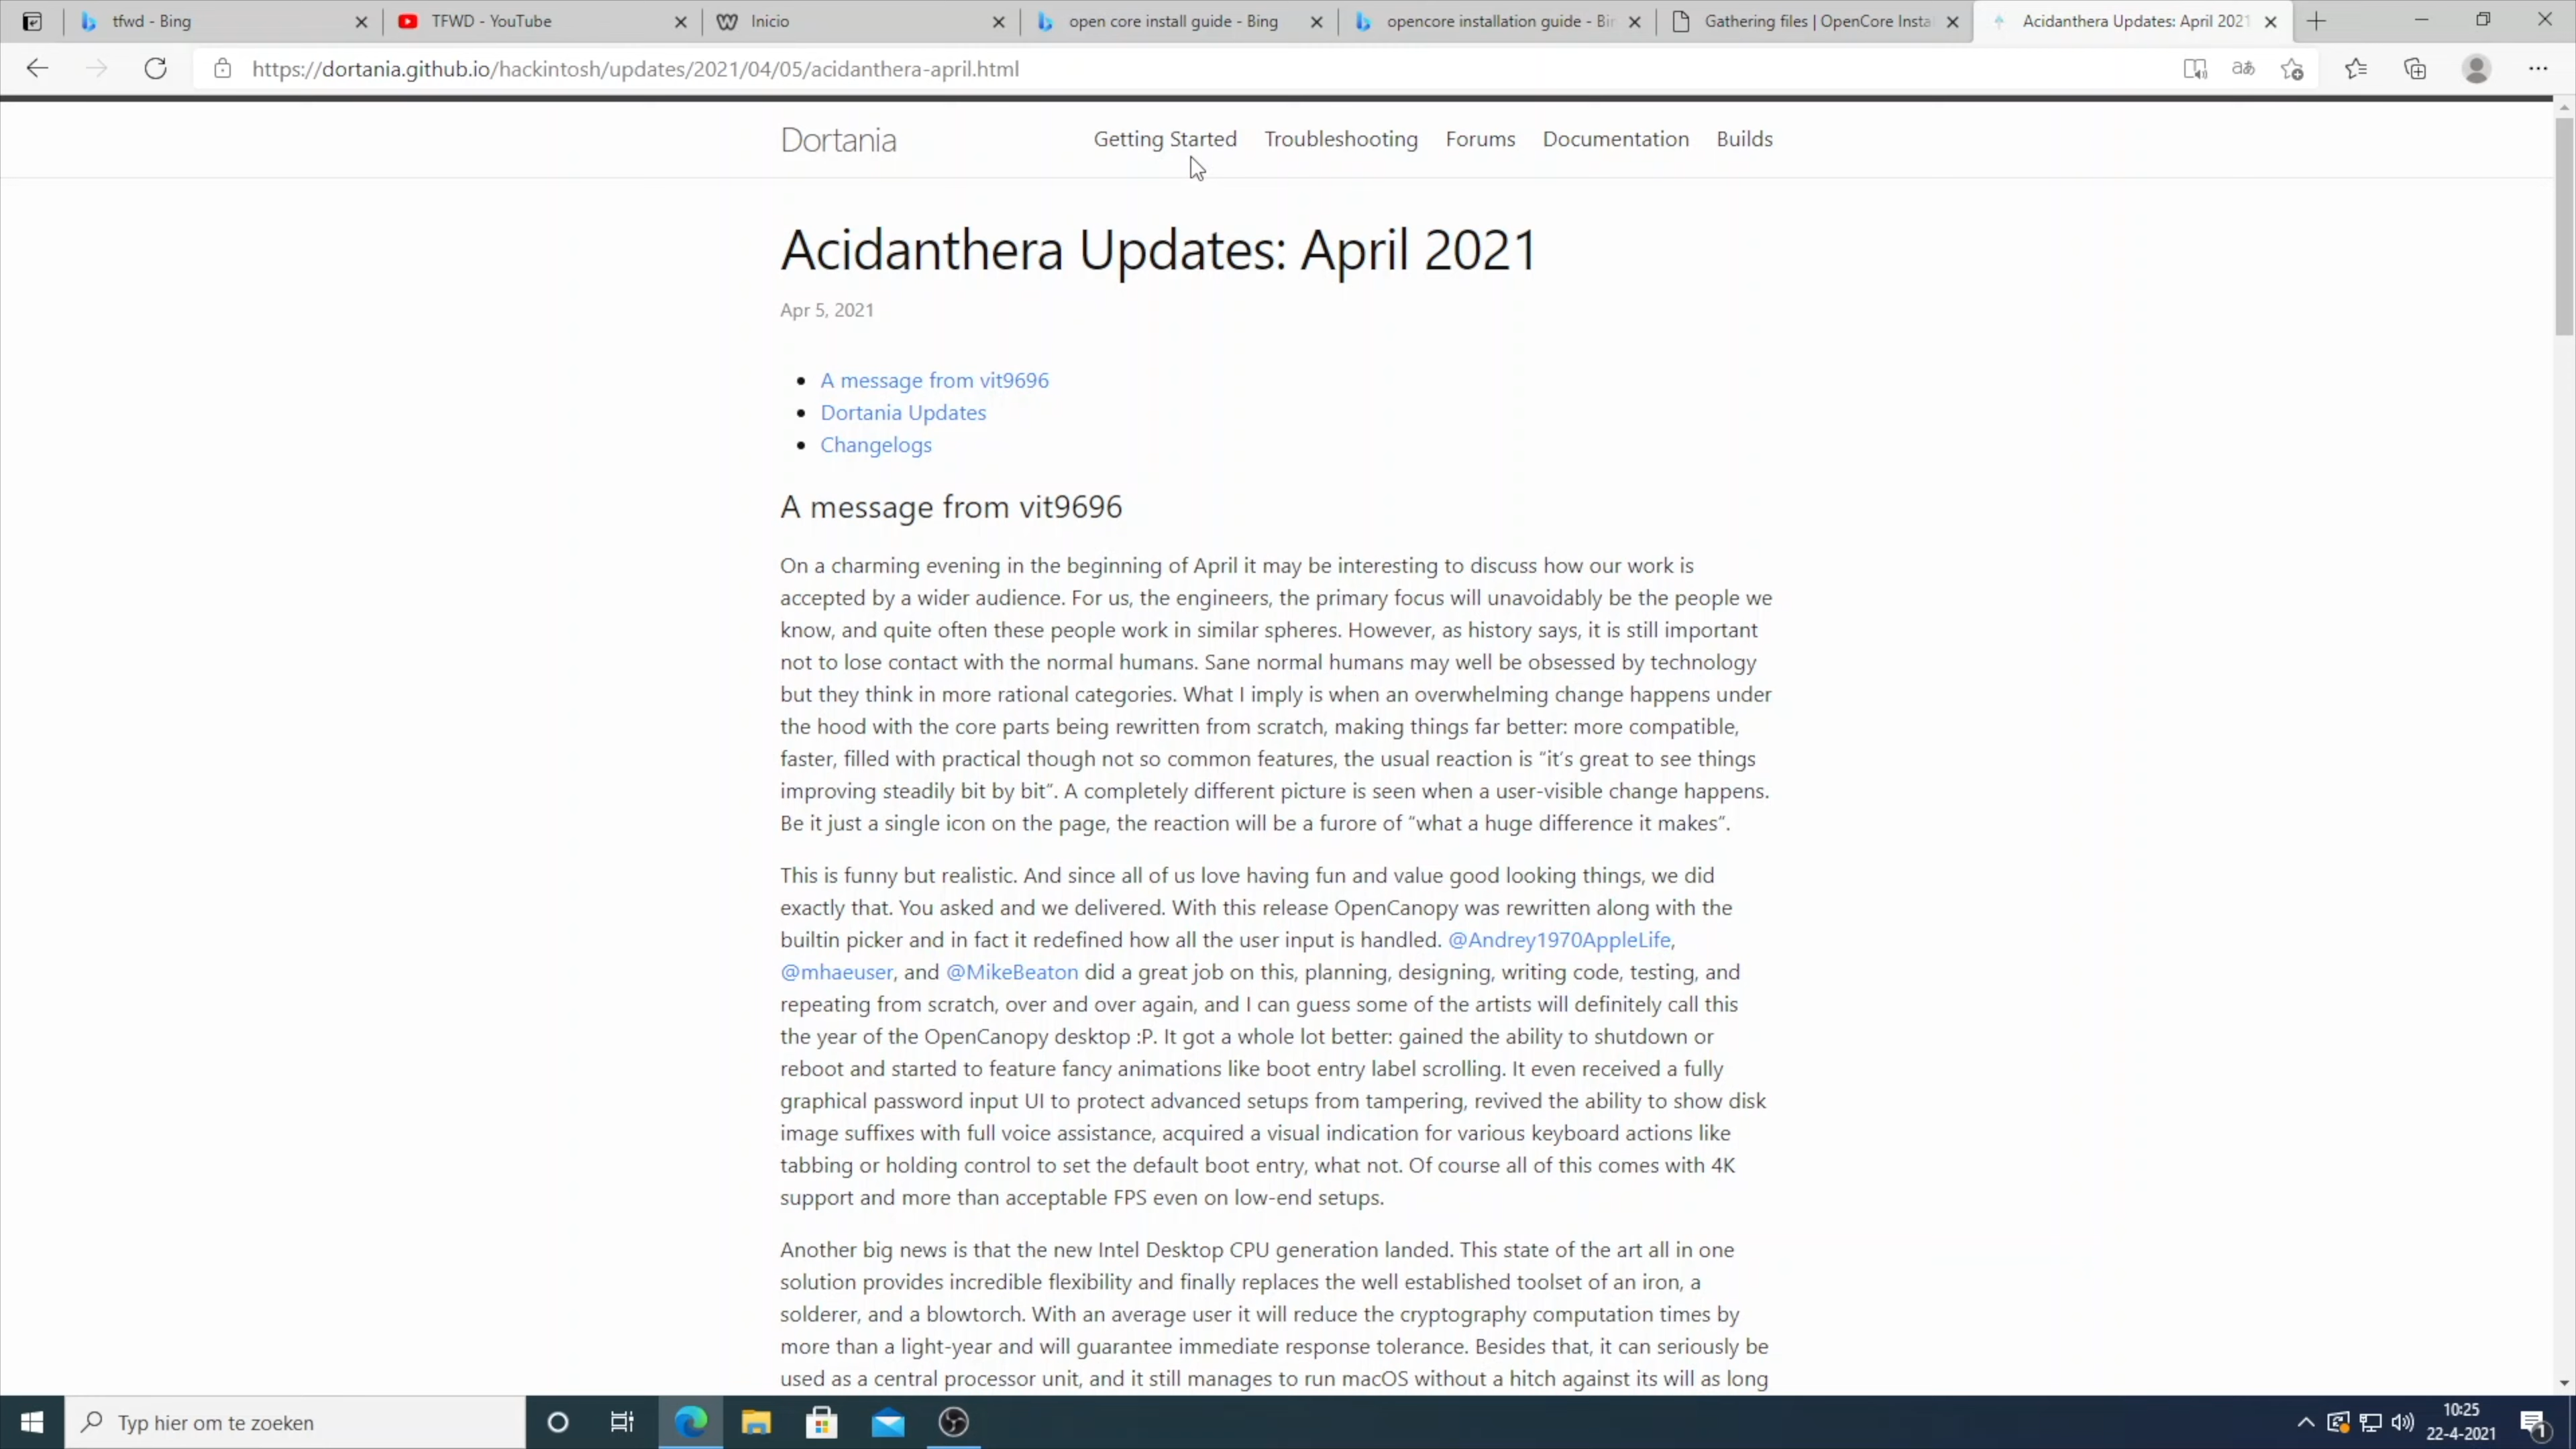 tfwd - Bing
TFWD - YouTube
Inicio
open core install guide - Bing
opencore installation guide - Bin
Gathering files | OpenCore Insta
Acidanthera Updates: April 2021
https://dortania.github.io/hackintosh/updates/2021/04/05/acidanthera-april.html
aあ
Dortania
Getting Started
Troubleshooting
Forums
Documentation
Builds
Acidanthera Updates: April 2021
Apr 5, 2021
• A message from vit9696
• Dortania Updates
• Changelogs
A message from vit9696
On a charming evening in the beginning of April it may be interesting to discuss how our work is
accepted by a wider audience. For us, the engineers, the primary focus will unavoidably be the people we
know, and quite often these people work in similar spheres. However, as history says, it is still important
not to lose contact with the normal humans. Sane normal humans may well be obsessed by technology
but they think in more rational categories. What I imply is when an overwhelming change happens under
the hood with the core parts being rewritten from scratch, making things far better: more compatible,
faster, filled with practical though not so common features, the usual reaction is “it’s great to see things
improving steadily bit by bit”. A completely different picture is seen when a user-visible change happens.
Be it just a single icon on the page, the reaction will be a furore of “what a huge difference it makes”.
This is funny but realistic. And since all of us love having fun and value good looking things, we did
exactly that. You asked and we delivered. With this release OpenCanopy was rewritten along with the
builtin picker and in fact it redefined how all the user input is handled. @Andrey1970AppleLife,
@mhaeuser, and @MikeBeaton did a great job on this, planning, designing, writing code, testing, and
repeating from scratch, over and over again, and I can guess some of the artists will definitely call this
the year of the OpenCanopy desktop :P. It got a whole lot better: gained the ability to shutdown or
reboot and started to feature fancy animations like boot entry label scrolling. It even received a fully
graphical password input UI to protect advanced setups from tampering, revived the ability to show disk
image suffixes with full voice assistance, acquired a visual indication for various keyboard actions like
tabbing or holding control to set the default boot entry, what not. Of course all of this comes with 4K
support and more than acceptable FPS even on low-end setups.
Another big news is that the new Intel Desktop CPU generation landed. This state of the art all in one
solution provides incredible flexibility and finally replaces the well established toolset of an iron, a
solderer, and a blowtorch. With an average user it will reduce the cryptography computation times by
more than a light-year and will guarantee immediate response tolerance. Besides that, it can seriously be
used as a central processor unit, and it still manages to run macOS without a hitch against its will as long
Typ hier om te zoeken
10:25
22-4-2021
1